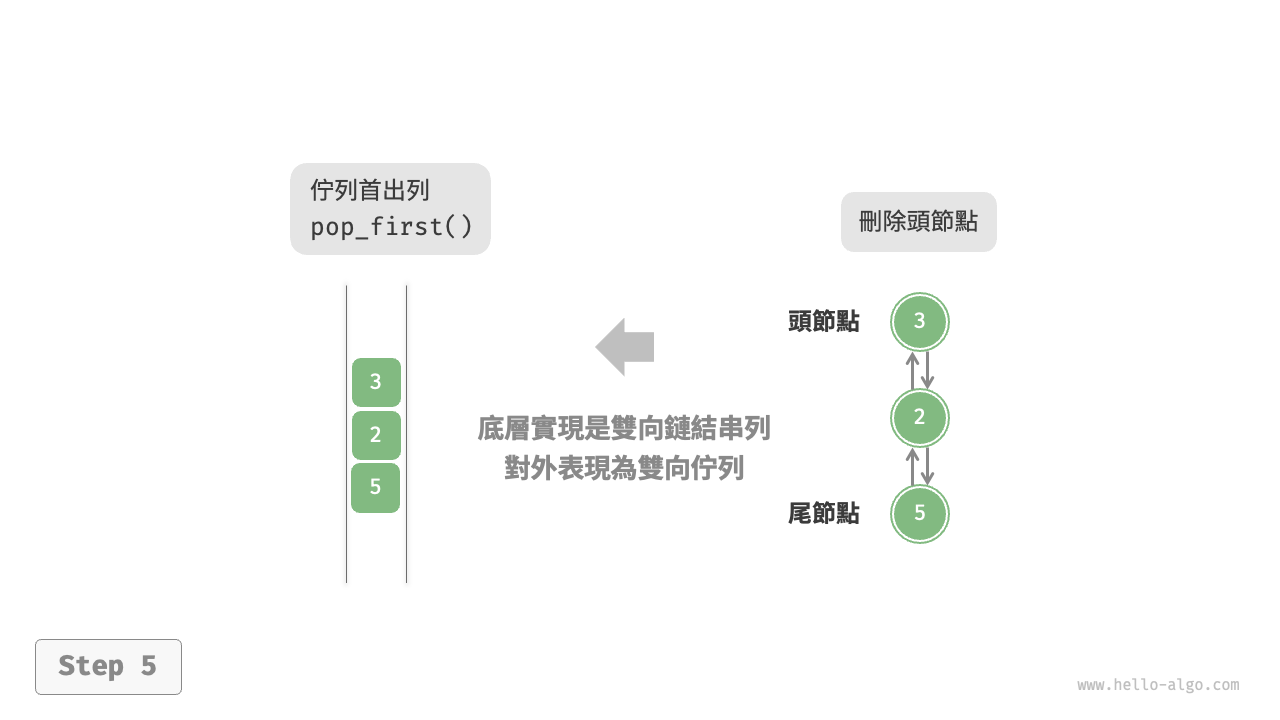 佇列首出列
pop_first()
刪除頭節點
3
2
5
底層實現是雙向鏈結串列
對外表現為雙向佇列
頭節點
3
2
尾節點
5
Step 5
www.hello-algo.com